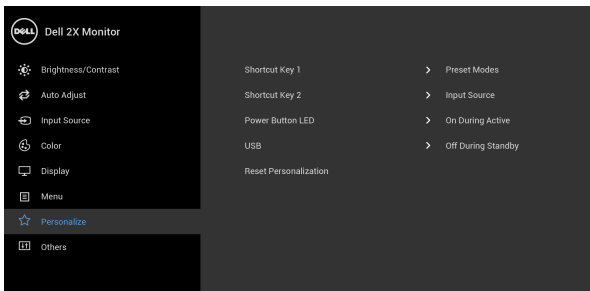 DELL Dell 2X Monitor
Brightness/Contrast
Auto Adjust
Input Source
Color
Display
Menu
Personalize
Others
Shortcut Key 1 > Preset Modes
Shortcut Key 2 > Input Source
Power Button LED > On During Active
USB > Off During Standby
Reset Personalization